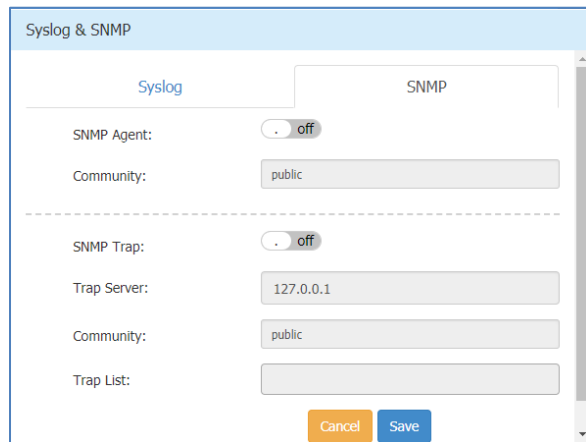 Syslog & SNMP
Syslog SNMP
SNMP Agent: . off
Community: public
SNMP Trap: . off
Trap Server: 127.0.0.1
Community: public
Trap List:
Cancel Save